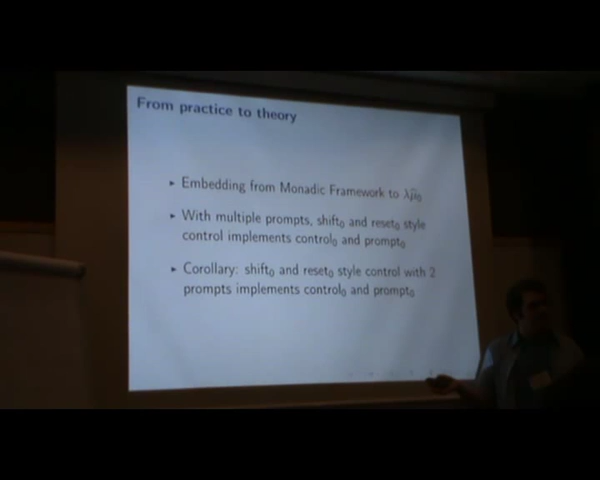 From practice to theory
▸ Embedding from Monadic Framework to λμ̂₀
▸ With multiple prompts, shift₀ and reset₀ style
control implements control₀ and prompt₀
▸ Corollary: shift₀ and reset₀ style control with 2
prompts implements control₀ and prompt₀